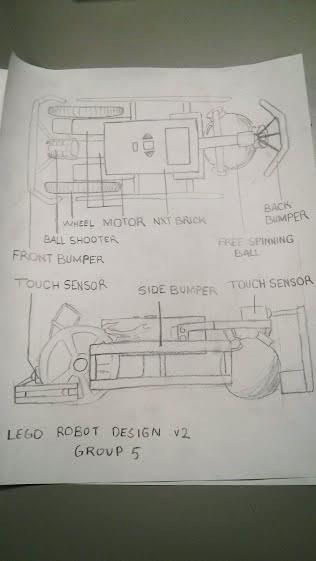 WHEEL MOTOR NXT BRICK
BACK BUMPER
BALL SHOOTER
FREE SPINNING BALL
FRONT BUMPER
TOUCH SENSOR
SIDE BUMPER
TOUCH SENSOR
LEGO ROBOT DESIGN v2
GROUP 5